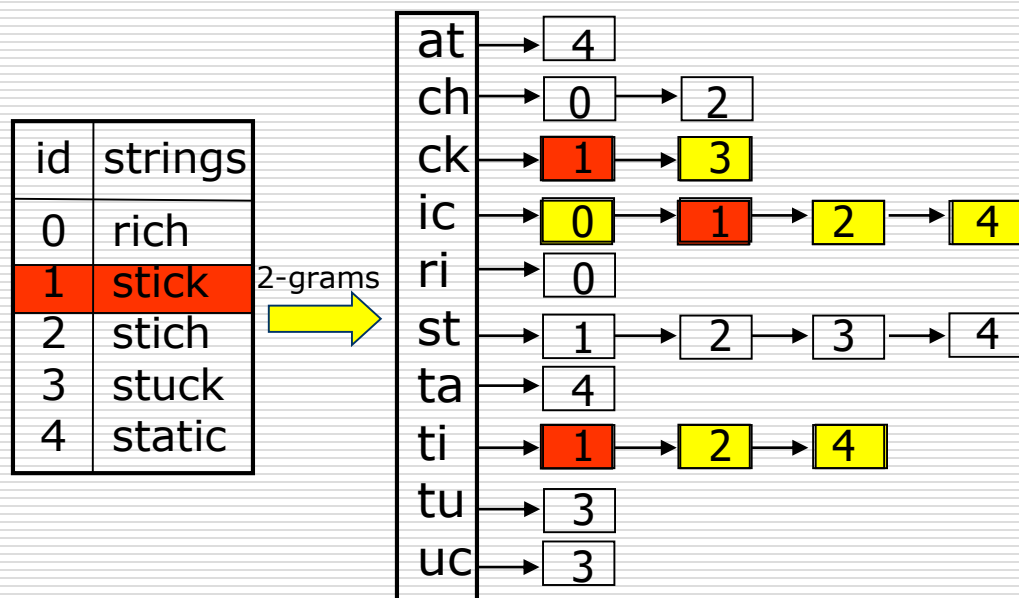 id strings
0 rich
1 stick
2 stich
3 stuck
4 static
2-grams
at 4
ch 0 2
ck 1 3
ic 0 1 2 4
ri 0
st 1 2 3 4
ta 4
ti 1 2 4
tu 3
uc 3